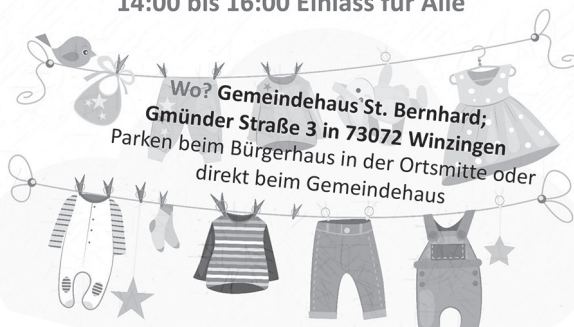 14:00 bis 16:00 Einlass für Alle
Wo? Gemeindehaus St. Bernhard;
Gmünder Straße 3 in 73072 Winzingen
Parken beim Bürgerhaus in der Ortsmitte oder
direkt beim Gemeindehaus